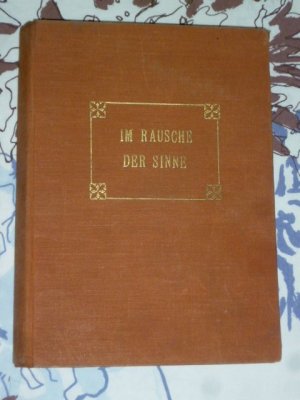 IM RAUSCHE
DER SINNE